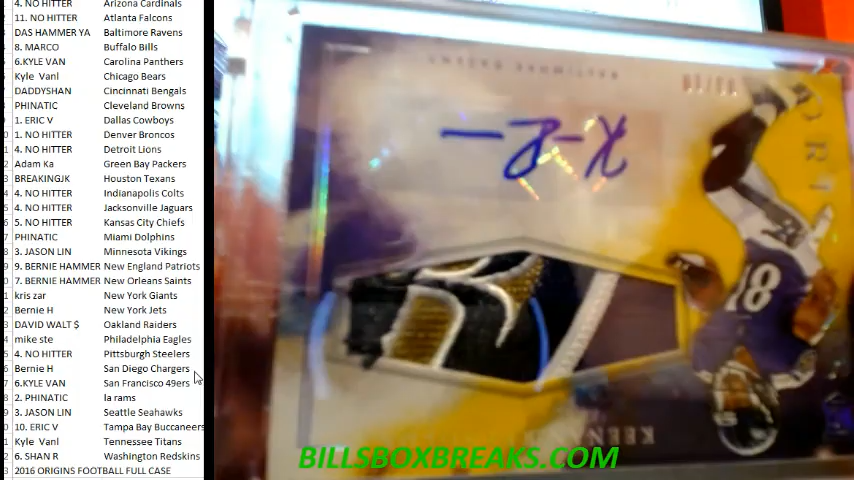 4. NO HITTER Arizona Cardinals
11. NO HITTER Atlanta Falcons
DAS HAMMER YA Baltimore Ravens
8. MARCO Buffalo Bills
6.KYLE VAN Carolina Panthers
Kyle Vanl Chicago Bears
DADDYSHAN Cincinnati Bengals
PHINATIC Cleveland Browns
1. ERIC V Dallas Cowboys
1. NO HITTER Denver Broncos
4. NO HITTER Detroit Lions
Adam Ka Green Bay Packers
BREAKINGJK Houston Texans
4. NO HITTER Indianapolis Colts
4. NO HITTER Jacksonville Jaguars
5. NO HITTER Kansas City Chiefs
PHINATIC Miami Dolphins
3. JASON LIN Minnesota Vikings
9. BERNIE HAMMER New England Patriots
7. BERNIE HAMMER New Orleans Saints
kris zar New York Giants
Bernie H New York Jets
DAVID WALT $ Oakland Raiders
mike ste Philadelphia Eagles
4. NO HITTER Pittsburgh Steelers
Bernie H San Diego Chargers
6.KYLE VAN San Francisco 49ers
2. PHINATIC la rams
3. JASON LIN Seattle Seahawks
10. ERIC V Tampa Bay Buccaneers
Kyle Vanl Tennessee Titans
6. SHAN R Washington Redskins
2016 ORIGINS FOOTBALL FULL CASE
18
BILLSBOXBREAKS.COM